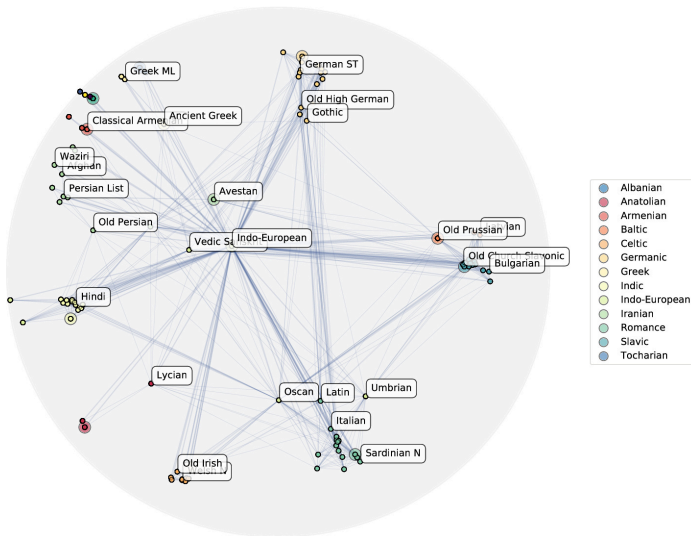 German ST
Greek ML
Old High German
Classical
Ancient Greek
Gothic
Waziri
Persian List
Avestan
Old Persian
Old Prussian
Vedic
Indo-European
Old Church Slavonic
Bulgarian
Hindi
Lycian
Oscan
Latin
Umbrian
Italian
Sardinian N
Old Irish
Albanian
Anatolian
Armenian
Baltic
Celtic
Germanic
Greek
Indic
Indo-European
Iranian
Romance
Slavic
Tocharian